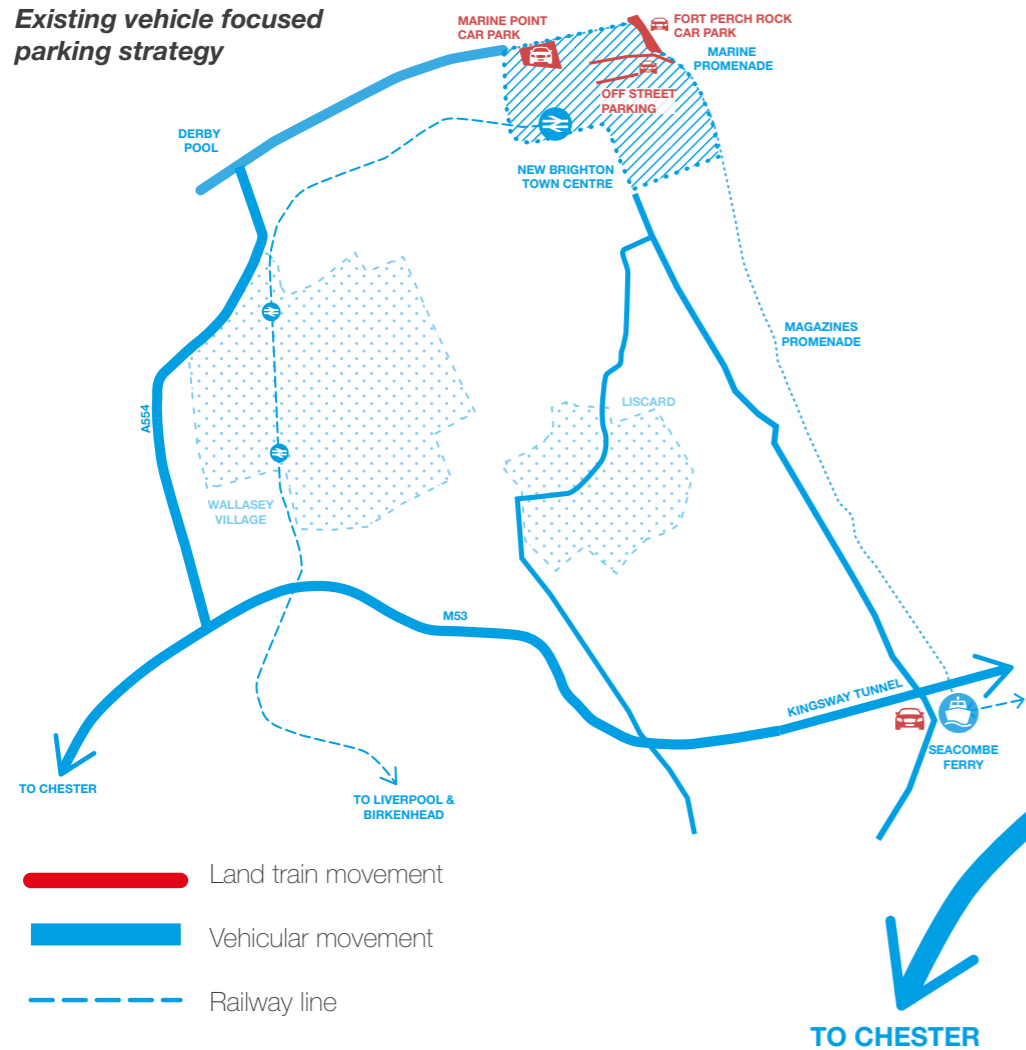 Existing vehicle focused
parking strategy
MARINE POINT
CAR PARK
FORT PERCH ROCK
CAR PARK
MARINE
PROMENADE
OFF STREET
PARKING
DERBY
POOL
NEW BRIGHTON
TOWN CENTRE
MAGAZINES
PROMENADE
LISCARD
A554
WALLASEY
VILLAGE
M53
KINGSWAY TUNNEL
SEACOMBE
FERRY
TO CHESTER
TO LIVERPOOL &
BIRKENHEAD
Land train movement
Vehicular movement
Railway line
TO CHESTER